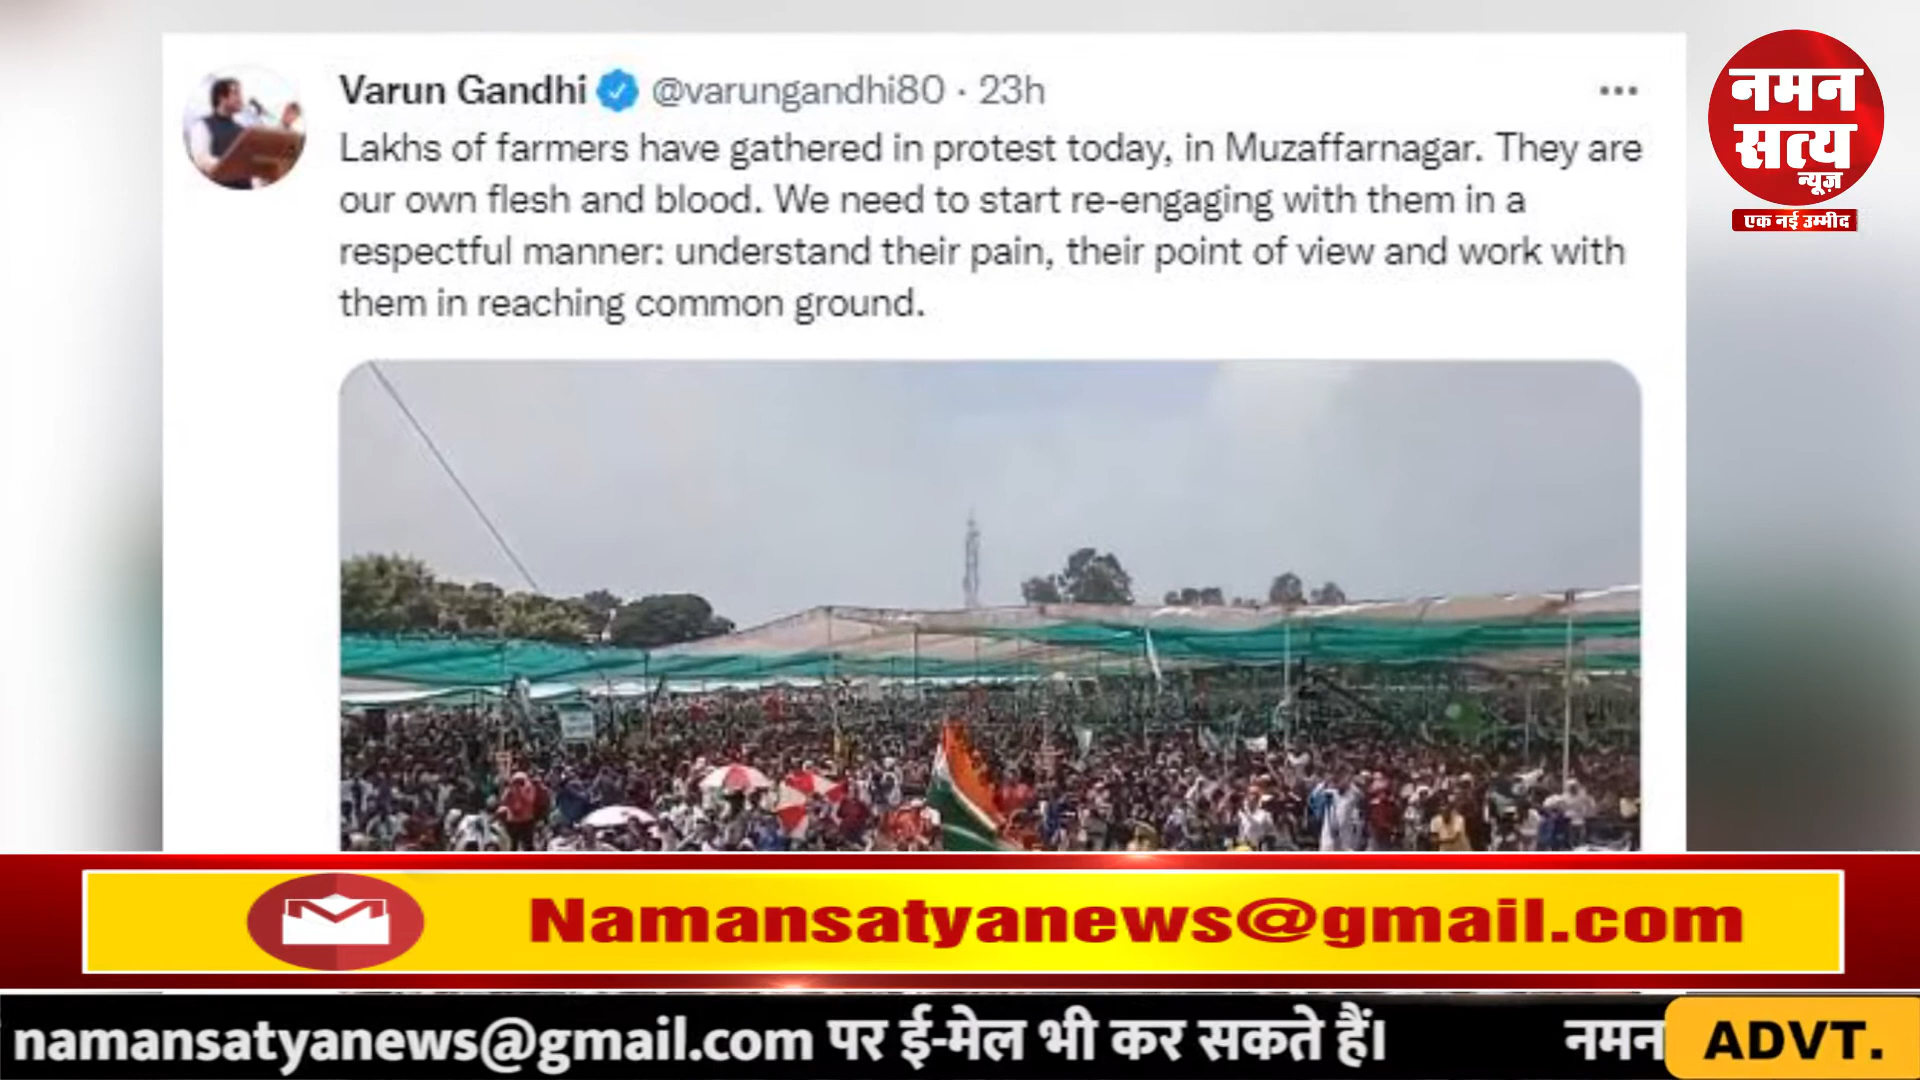 Varun Gandhi @varungandhi80 · 23h
Lakhs of farmers have gathered in protest today, in Muzaffarnagar. They are
our own flesh and blood. We need to start re-engaging with them in a
respectful manner: understand their pain, their point of view and work with
them in reaching common ground.
नमन
सत्य
न्यूज़
एक नई उम्मीद
Namansatyanews@gmail.com
namansatyanews@gmail.com पर ई-मेल भी कर सकते हैं। नमन
ADVT.